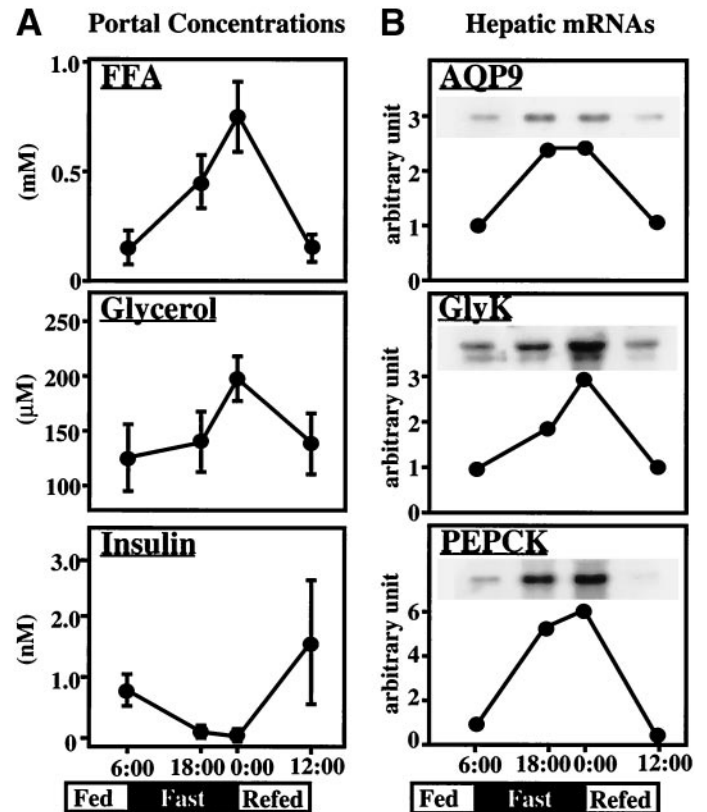 A Portal Concentrations
B Hepatic mRNAs
FFA
1.0
0.5
0
(mM)
AQP9
3
2
1
0
arbitrary unit
Glycerol
250
200
150
100
(µM)
GlyK
3
2
1
0
arbitrary unit
Insulin
3.0
2.0
1.0
0
(nM)
PEPCK
6
4
2
0
arbitrary unit
6:00 18:00 0:00 12:00
Fed Fast Refed
6:00 18:00 0:00 12:00
Fed Fast Refed